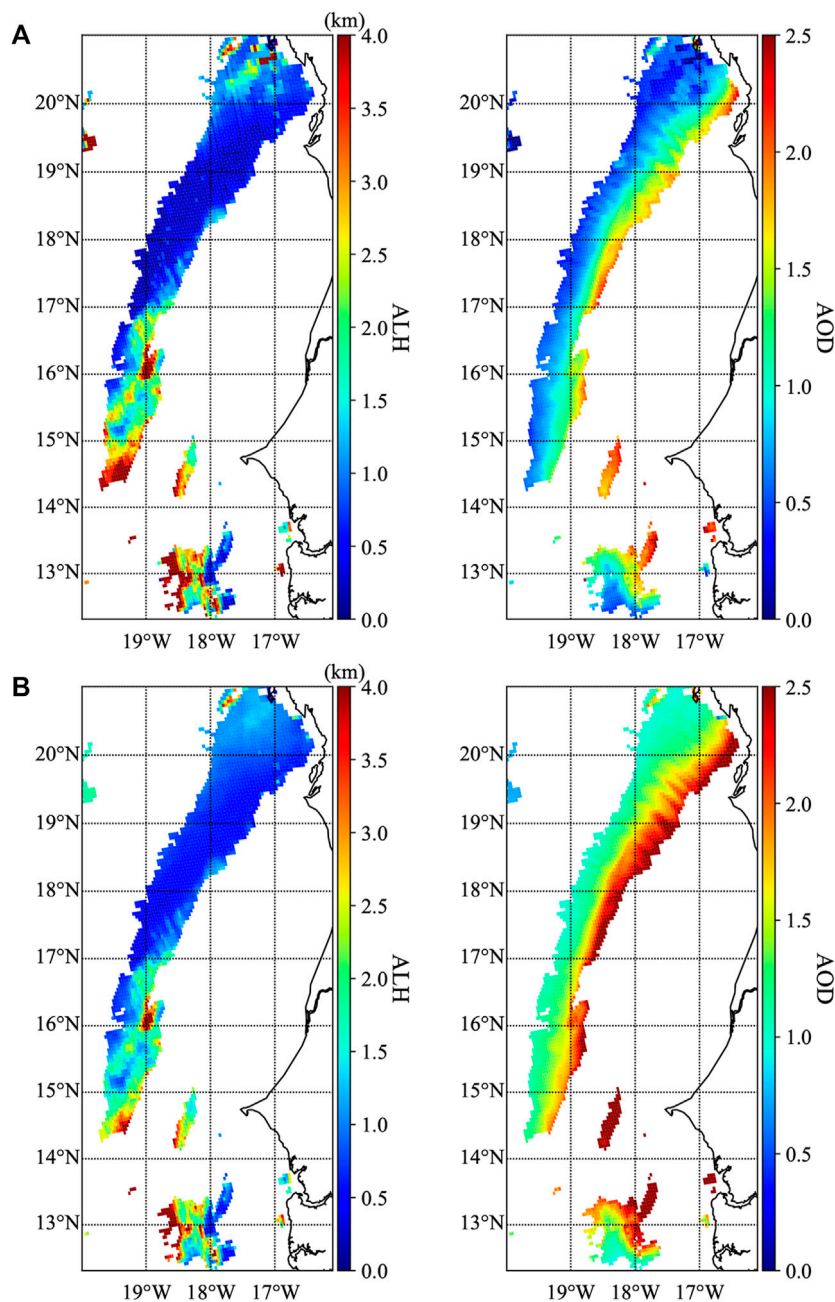 A
(km)
20°N
19°N
18°N
17°N
16°N
15°N
14°N
13°N
19°W 18°W 17°W
4.0
3.5
3.0
2.5
2.0
1.5
1.0
0.5
0.0
ALH
20°N
19°N
18°N
17°N
16°N
15°N
14°N
13°N
19°W 18°W 17°W
2.5
2.0
1.5
1.0
0.5
0.0
AOD
B
(km)
20°N
19°N
18°N
17°N
16°N
15°N
14°N
13°N
19°W 18°W 17°W
4.0
3.5
3.0
2.5
2.0
1.5
1.0
0.5
0.0
ALH
20°N
19°N
18°N
17°N
16°N
15°N
14°N
13°N
19°W 18°W 17°W
2.5
2.0
1.5
1.0
0.5
0.0
AOD